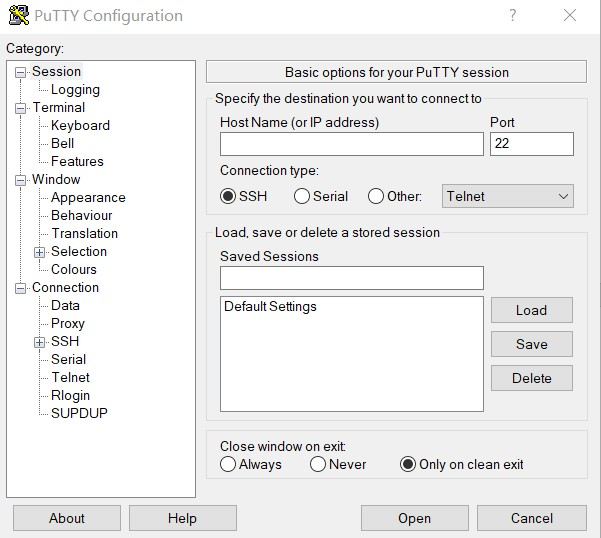 PuTTY Configuration
?
Category:
Session
Logging
Terminal
Keyboard
Bell
Features
Window
Appearance
Behaviour
Translation
Selection
Colours
Connection
Data
Proxy
SSH
Serial
Telnet
Rlogin
SUPDUP
Basic options for your PuTTY session
Specify the destination you want to connect to
Host Name (or IP address) Port
22
Connection type:
SSH Serial Other: Telnet
Load, save or delete a stored session
Saved Sessions
Default Settings
Load
Save
Delete
Close window on exit:
Always Never Only on clean exit
About Help Open Cancel